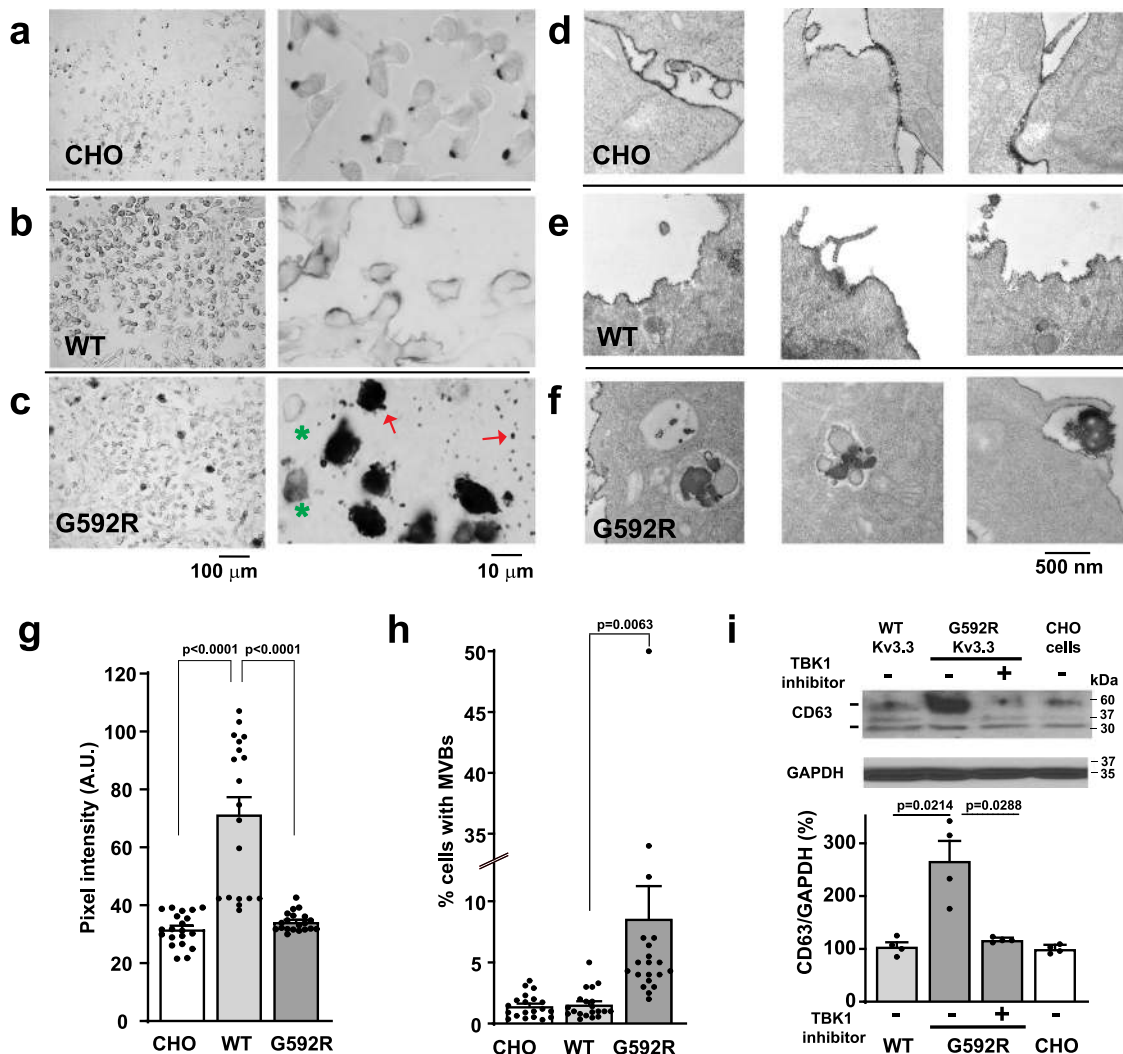 a
CHO
b
WT
c
*
*
G592R
100 μm
10 μm
d
CHO
e
WT
f
G592R
500 nm
g
p<0.0001 p<0.0001
Pixel intensity (A.U.)
120
100
80
60
40
20
0
CHO WT G592R
h
p=0.0063
% cells with MVBs
50
45
40
35
10
5
0
CHO WT G592R
i
WT Kv3.3
G592R Kv3.3
CHO cells
TBK1 inhibitor
- - + -
kDa
CD63
60
37
30
GAPDH
37
35
p=0.0214 p=0.0288
CD63/GAPDH (%)
300
200
100
0
TBK1 inhibitor
- - + -
WT G592R CHO